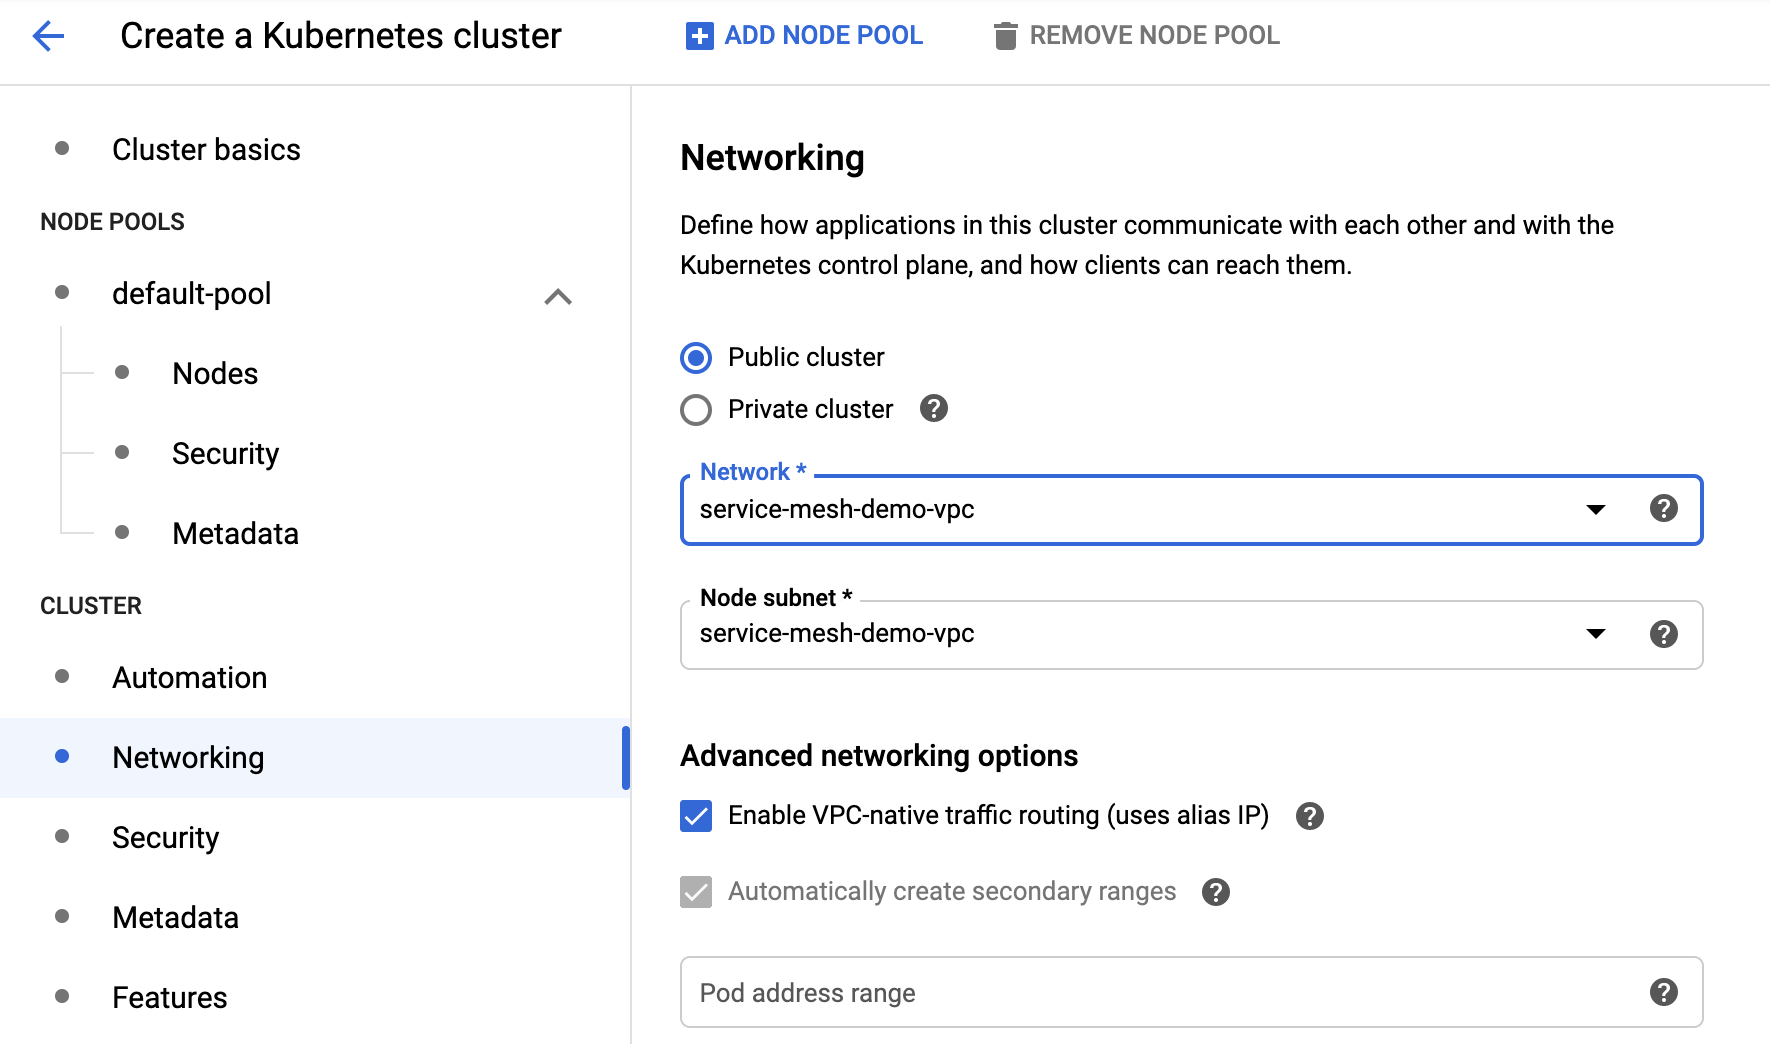 Create a Kubernetes cluster
ADD NODE POOL
REMOVE NODE POOL
Cluster basics
NODE POOLS
default-pool
Nodes
Security
Metadata
CLUSTER
Automation
Networking
Security
Metadata
Features
Networking
Define how applications in this cluster communicate with each other and with the
Kubernetes control plane, and how clients can reach them.
Public cluster
Private cluster
Network *
service-mesh-demo-vpc
Node subnet *
service-mesh-demo-vpc
Advanced networking options
Enable VPC-native traffic routing (uses alias IP)
Automatically create secondary ranges
Pod address range